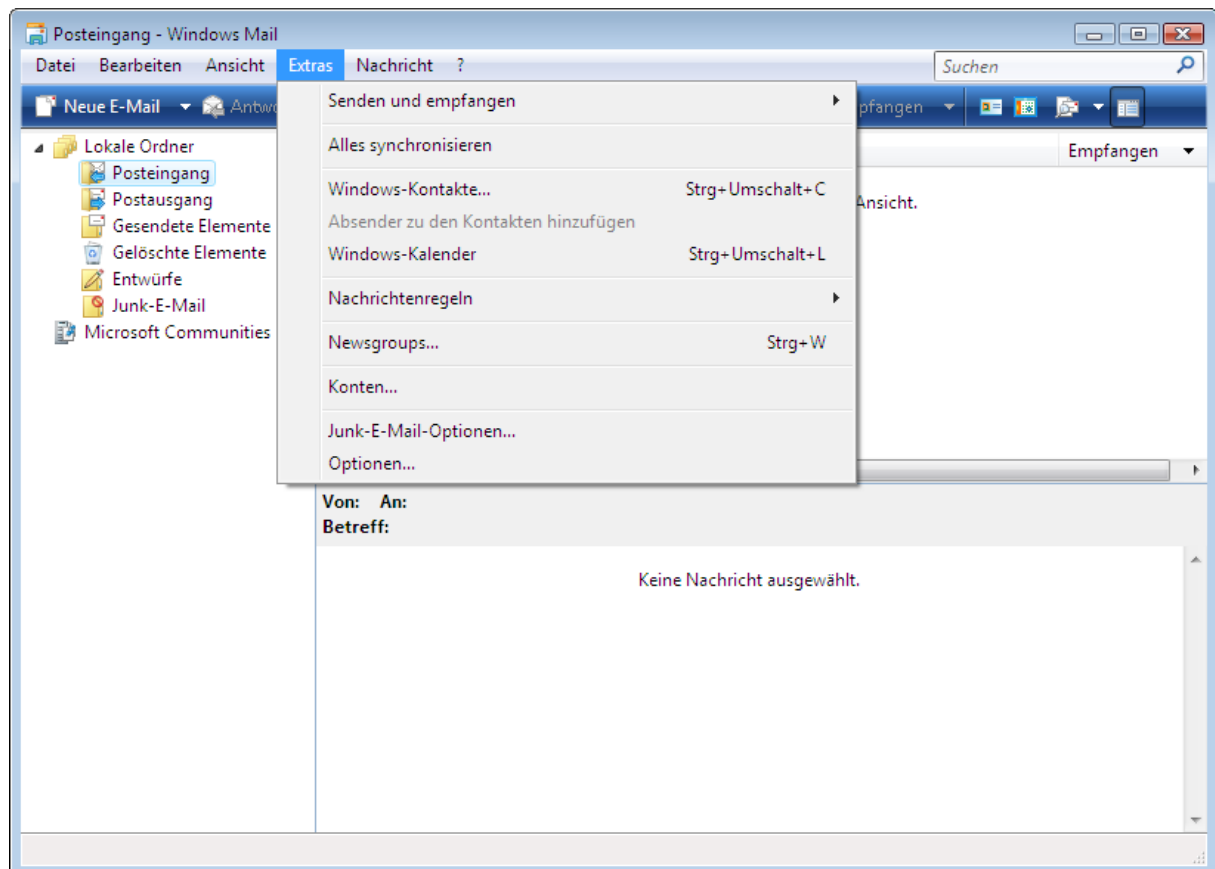 Posteingang - Windows Mail
Datei Bearbeiten Ansicht Extras Nachricht ?
Suchen
Neue E-Mail
Senden und empfangen
Alles synchronisieren
Windows-Kontakte... Strg+Umschalt+C
Absender zu den Kontakten hinzufügen
Windows-Kalender Strg+Umschalt+L
Nachrichtenregeln
Newsgroups... Strg+W
Konten...
Junk-E-Mail-Optionen...
Optionen...
Lokale Ordner
Posteingang
Postausgang
Gesendete Elemente
Gelöschte Elemente
Entwürfe
Junk-E-Mail
Microsoft Communities
Empfangen
Ansicht.
Von: An:
Betreff:
Keine Nachricht ausgewählt.